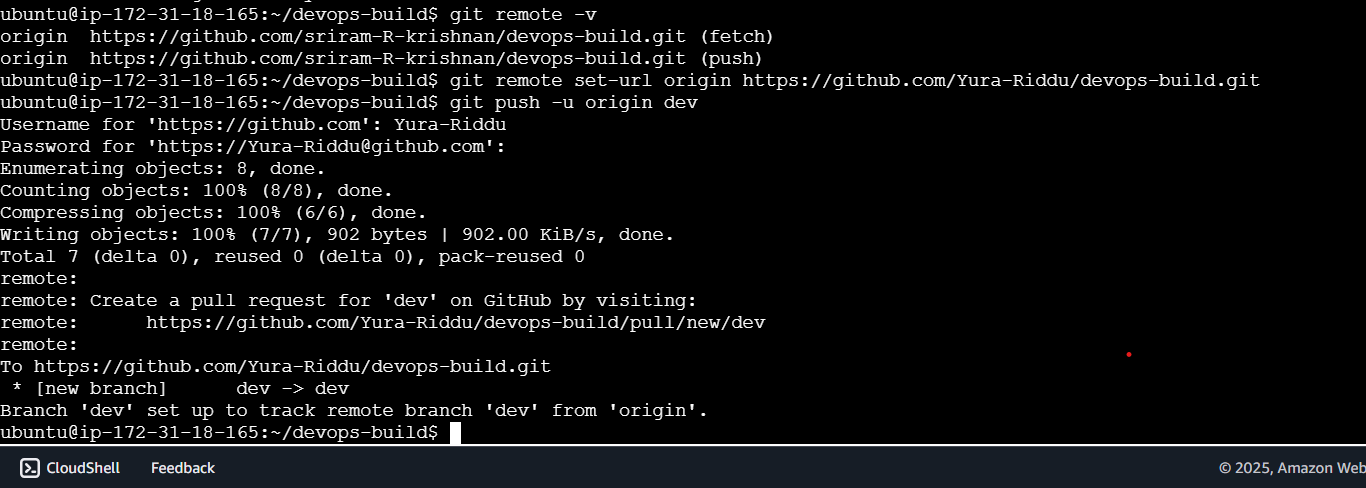 ubuntu@ip-172-31-18-165:~/devops-build$ git remote -v
origin  https://github.com/sriram-R-krishnan/devops-build.git (fetch)
origin  https://github.com/sriram-R-krishnan/devops-build.git (push)
ubuntu@ip-172-31-18-165:~/devops-build$ git remote set-url origin https://github.com/Yura-Riddu/devops-build.git
ubuntu@ip-172-31-18-165:~/devops-build$ git push -u origin dev
Username for 'https://github.com': Yura-Riddu
Password for 'https://Yura-Riddu@github.com':
Enumerating objects: 8, done.
Counting objects: 100% (8/8), done.
Compressing objects: 100% (6/6), done.
Writing objects: 100% (7/7), 902 bytes | 902.00 KiB/s, done.
Total 7 (delta 0), reused 0 (delta 0), pack-reused 0
remote:
remote: Create a pull request for 'dev' on GitHub by visiting:
remote:      https://github.com/Yura-Riddu/devops-build/pull/new/dev
remote:
To https://github.com/Yura-Riddu/devops-build.git
 * [new branch]      dev -> dev
Branch 'dev' set up to track remote branch 'dev' from 'origin'.
ubuntu@ip-172-31-18-165:~/devops-build$
CloudShell Feedback © 2025, Amazon Web